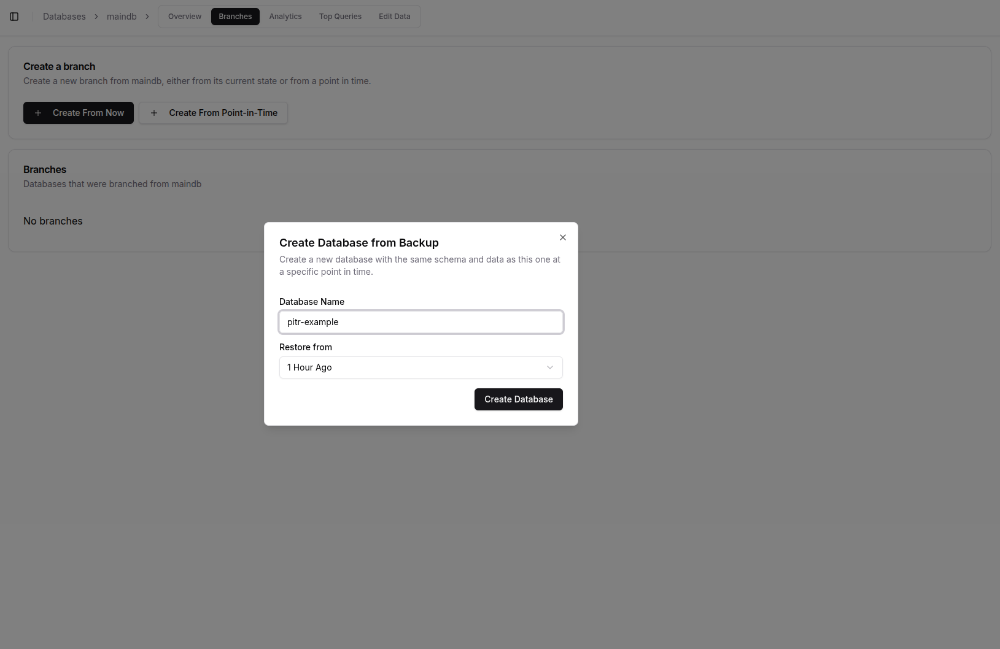 Databases > maindb > Overview Branches Analytics Top Queries Edit Data
Create a branch
Create a new branch from maindb, either from its current state or from a point in time.
+ Create From Now + Create From Point-in-Time
Branches
Databases that were branched from maindb
No branches
Create Database from Backup
Create a new database with the same schema and data as this one at
a specific point in time.
Database Name
pitr-example
Restore from
1 Hour Ago
Create Database